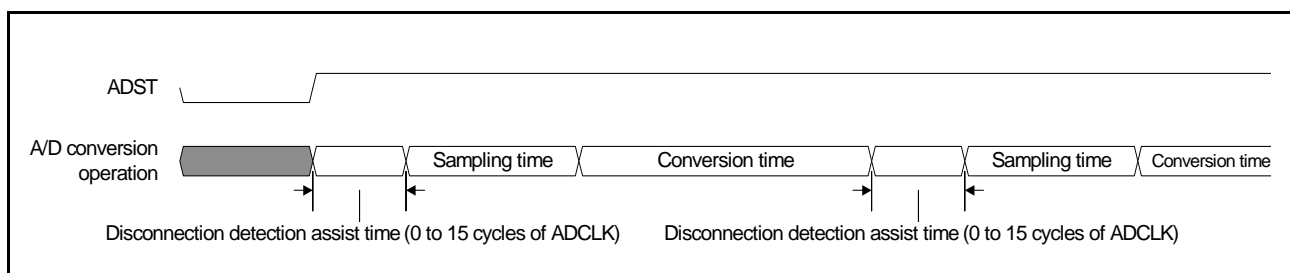 ADST
A/D conversion
operation
Sampling time
Conversion time
Sampling time
Conversion time
Disconnection detection assist time (0 to 15 cycles of ADCLK)
Disconnection detection assist time (0 to 15 cycles of ADCLK)